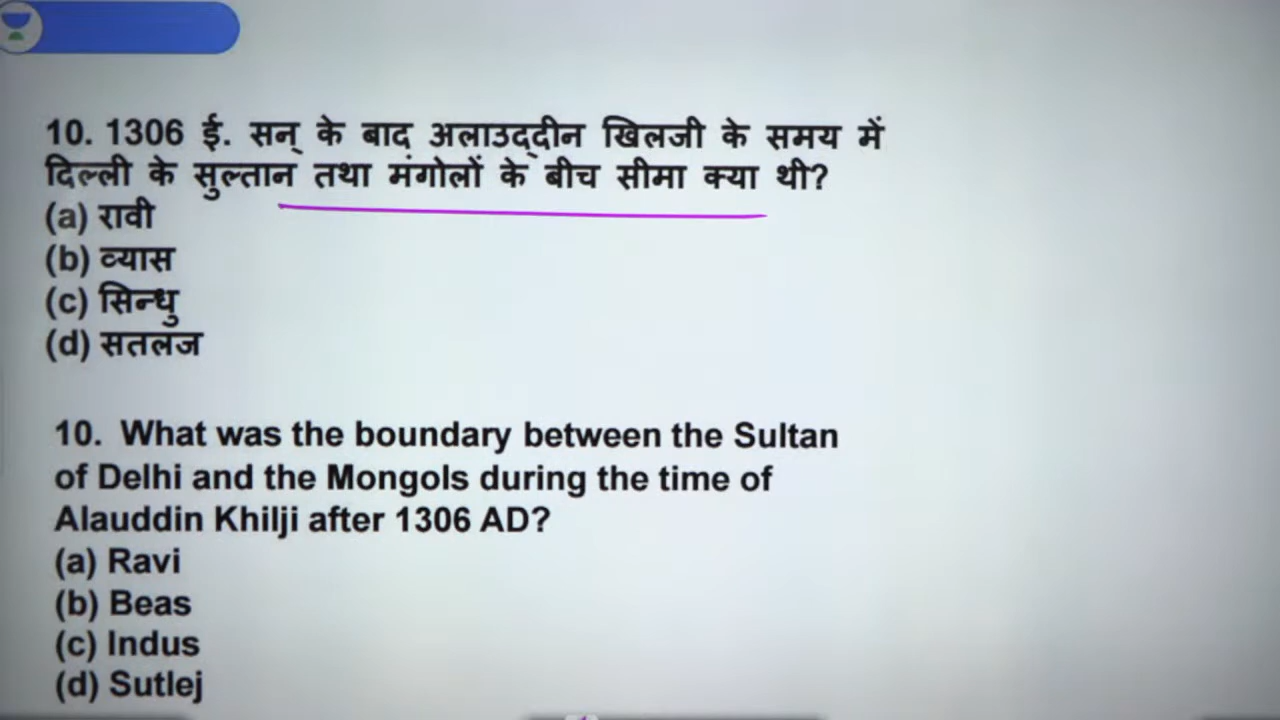 10. 1306 ई. सन् के बाद अलाउद्दीन खिलजी के समय में
दिल्ली के सुल्तान तथा मंगोलों के बीच सीमा क्या थी?
(a) रावी
(b) व्यास
(c) सिन्धु
(d) सतलज
10. What was the boundary between the Sultan
of Delhi and the Mongols during the time of
Alauddin Khilji after 1306 AD?
(a) Ravi
(b) Beas
(c) Indus
(d) Sutlej